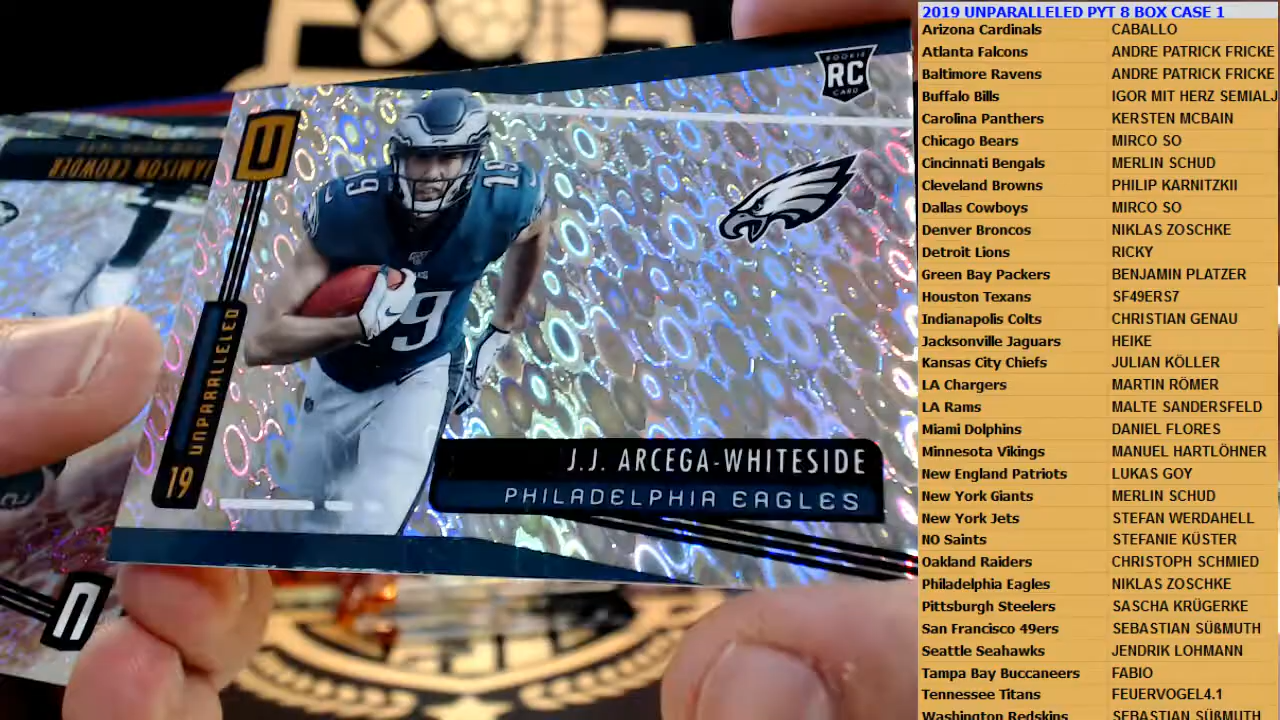 ROOKIE
RC
CARD
JAMISON CROWDER
U
19
19
19
UNPARALLELED
19
J.J. ARCEGA-WHITESIDE
PHILADELPHIA EAGLES
U
2019 UNPARALLELED PYT 8 BOX CASE 1
Arizona Cardinals CABALLO
Atlanta Falcons ANDRE PATRICK FRICKE
Baltimore Ravens ANDRE PATRICK FRICKE
Buffalo Bills IGOR MIT HERZ SEMIALJ
Carolina Panthers KERSTEN MCBAIN
Chicago Bears MIRCO SO
Cincinnati Bengals MERLIN SCHUD
Cleveland Browns PHILIP KARNITZKII
Dallas Cowboys MIRCO SO
Denver Broncos NIKLAS ZOSCHKE
Detroit Lions RICKY
Green Bay Packers BENJAMIN PLATZER
Houston Texans SF49ERS7
Indianapolis Colts CHRISTIAN GENAU
Jacksonville Jaguars HEIKE
Kansas City Chiefs JULIAN KÖLLER
LA Chargers MARTIN RÖMER
LA Rams MALTE SANDERSFELD
Miami Dolphins DANIEL FLORES
Minnesota Vikings MANUEL HARTLÖHNER
New England Patriots LUKAS GOY
New York Giants MERLIN SCHUD
New York Jets STEFAN WERDAHELL
NO Saints STEFANIE KÜSTER
Oakland Raiders CHRISTOPH SCHMIED
Philadelphia Eagles NIKLAS ZOSCHKE
Pittsburgh Steelers SASCHA KRÜGERKE
San Francisco 49ers SEBASTIAN SÜßMUTH
Seattle Seahawks JENDRIK LOHMANN
Tampa Bay Buccaneers FABIO
Tennessee Titans FEUERVOGEL4.1
Washington Redskins SEBASTIAN SÜßMUTH